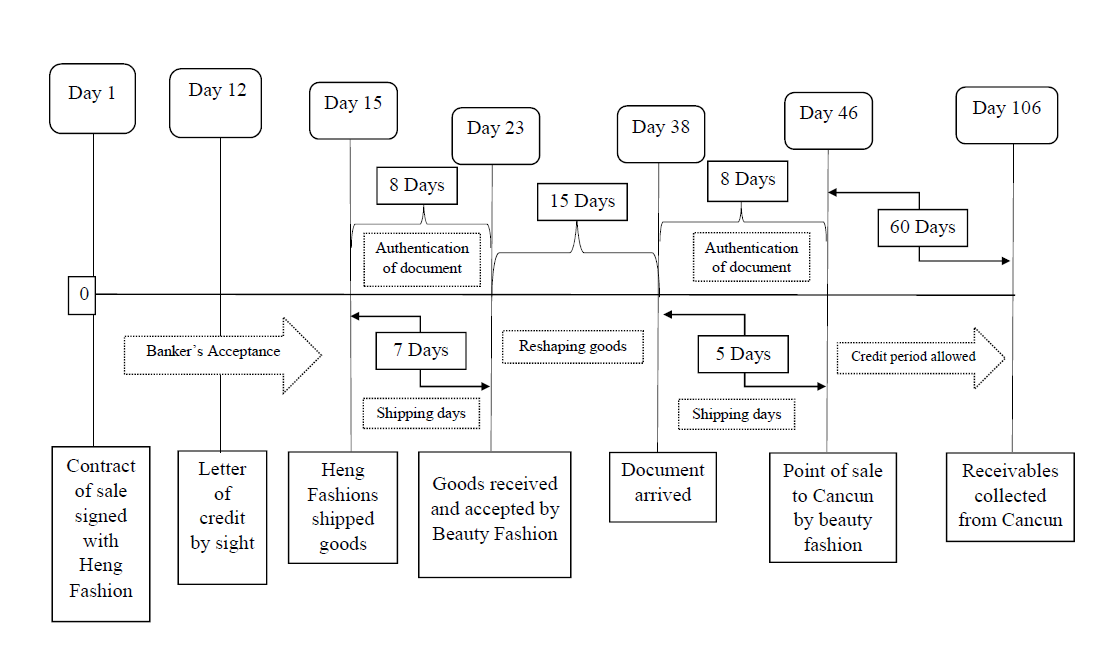 Day 1
Day 12
Day 15
Day 23
Day 38
Day 46
Day 106
8 Days
15 Days
8 Days
60 Days
Authentication
of document
Authentication
of document
0
Banker's Acceptance
7 Days
Reshaping goods
5 Days
Credit period allowed
Shipping days
Shipping days
Contract
of sale
signed
with
Heng
Fashion
Letter
of
credit
by sight
Heng
Fashions
shipped
goods
Goods received
and accepted by
Beauty Fashion
Document
arrived
Point of sale
to Cancun
by beauty
fashion
Receivables
collected
from Cancun